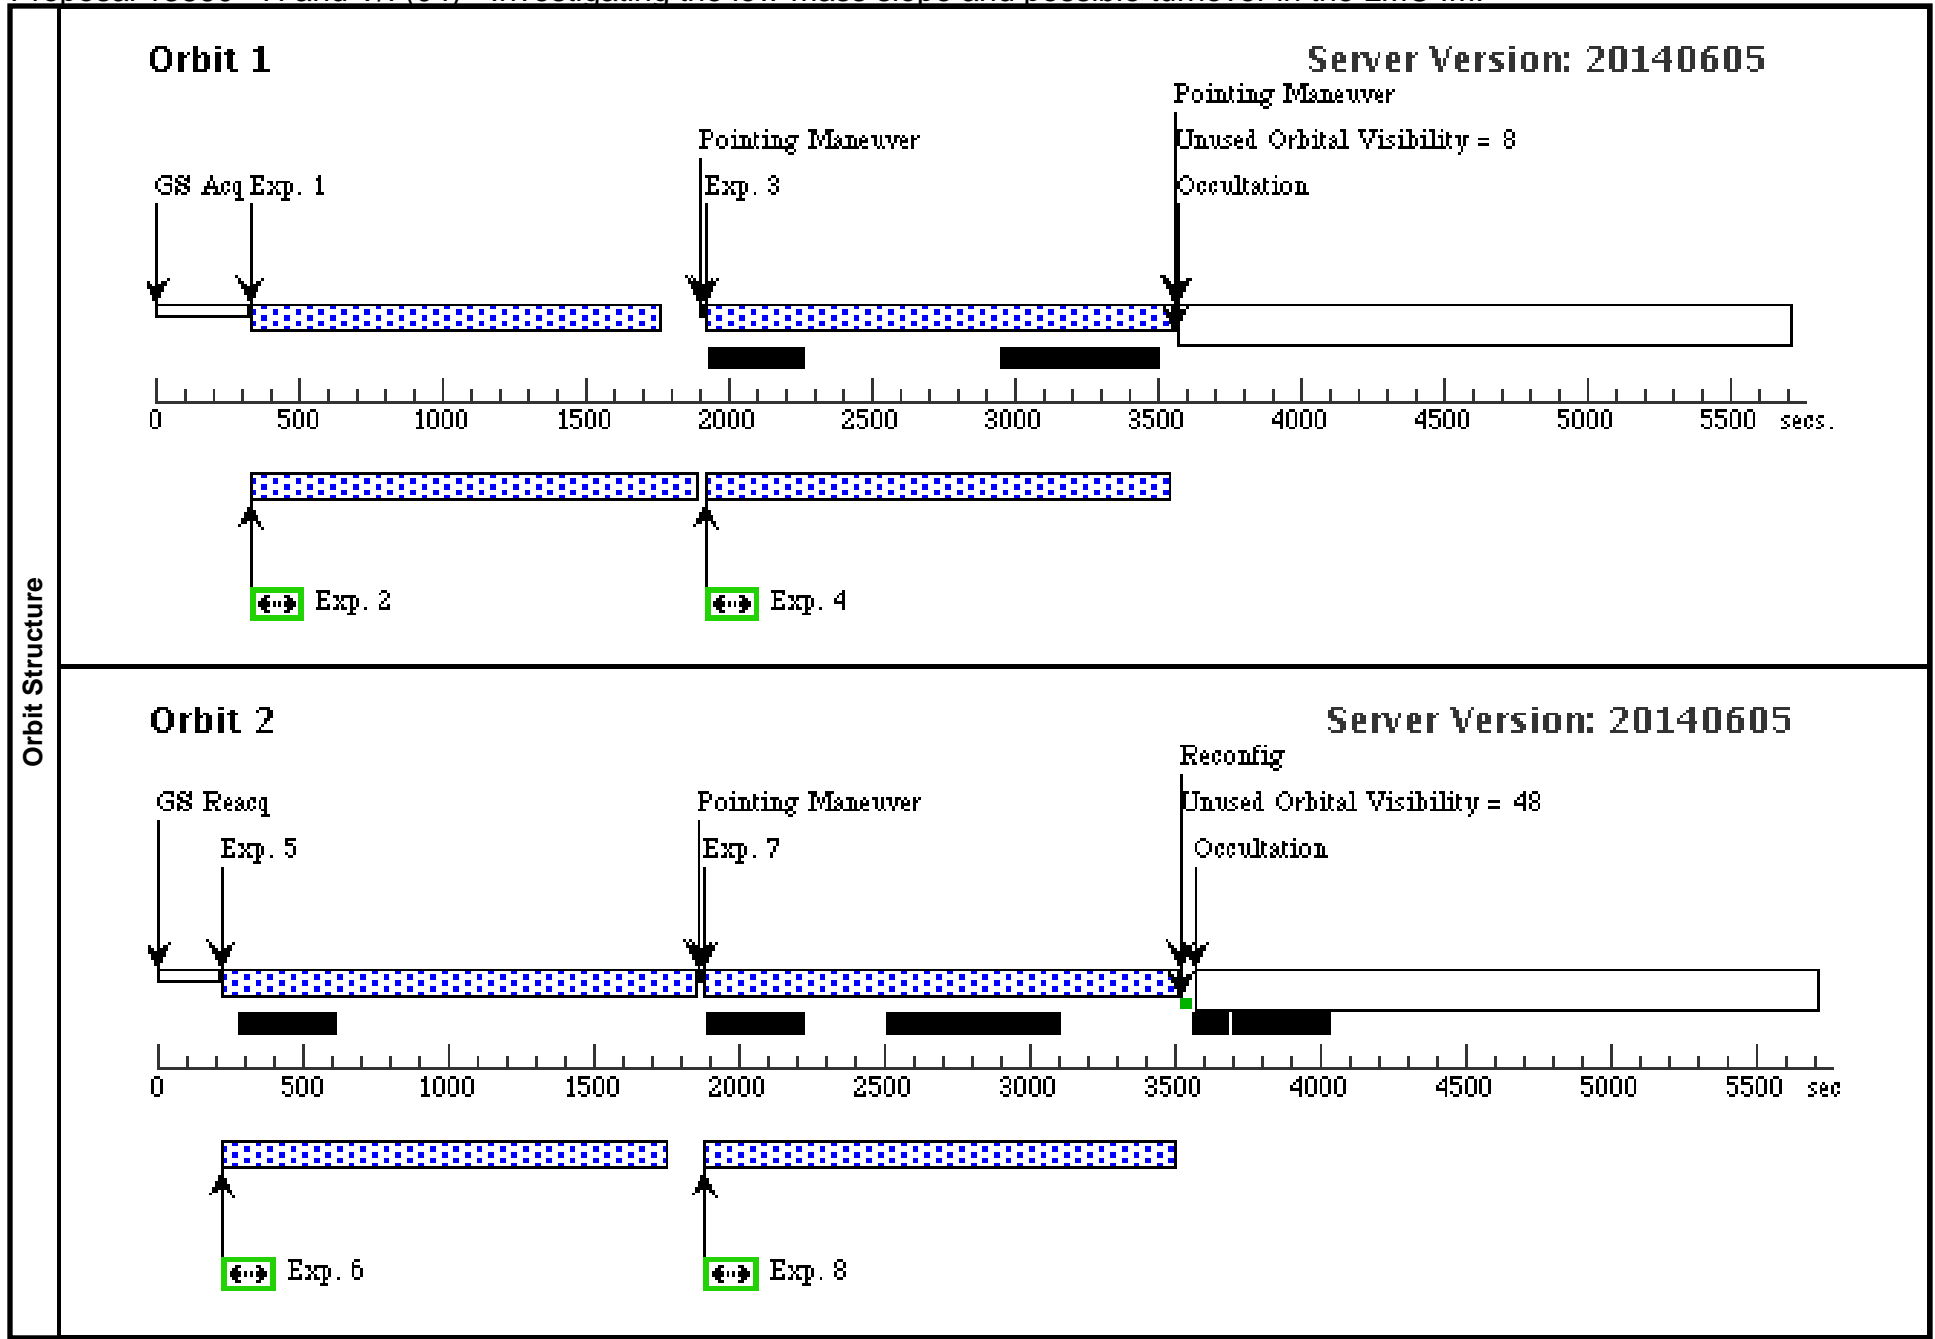 Orbit Structure
Orbit 1
Server Version: 20140605
Pointing Maneuver
Pointing Maneuver
Unused Orbital Visibility = 8
GS Acq
Exp. 1
Exp. 3
Occultation
0 500 1000 1500 2000 2500 3000 3500 4000 4500 5000 5500 secs.
Exp. 2
Exp. 4
Orbit 2
Server Version: 20140605
Reconfig
GS Reacq
Pointing Maneuver
Unused Orbital Visibility = 48
Exp. 5
Exp. 7
Occultation
0 500 1000 1500 2000 2500 3000 3500 4000 4500 5000 5500 sec
Exp. 6
Exp. 8